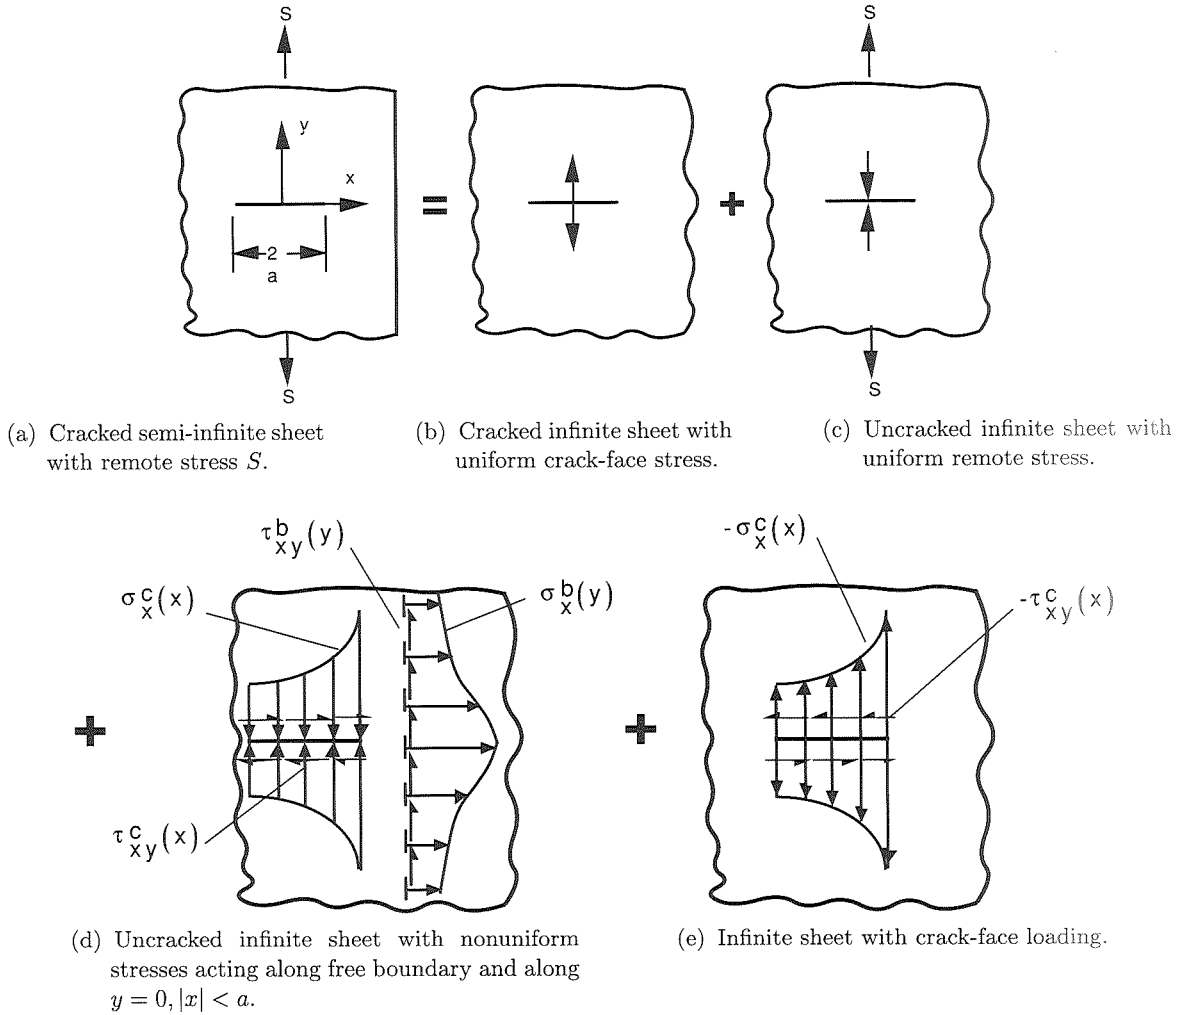 S
S
y
x
2
a
=
+
S
S
(a) Cracked semi-infinite sheet
with remote stress S.
(b) Cracked infinite sheet with
uniform crack-face stress.
(c) Uncracked infinite sheet with
uniform remote stress.
τ^b_xy(y)
-σ^c_x(x)
σ^c_x(x)
σ^b_x(y)
-τ^c_xy(x)
+
+
τ^c_xy(x)
(d) Uncracked infinite sheet with nonuniform
stresses acting along free boundary and along
y = 0, |x| < a.
(e) Infinite sheet with crack-face loading.